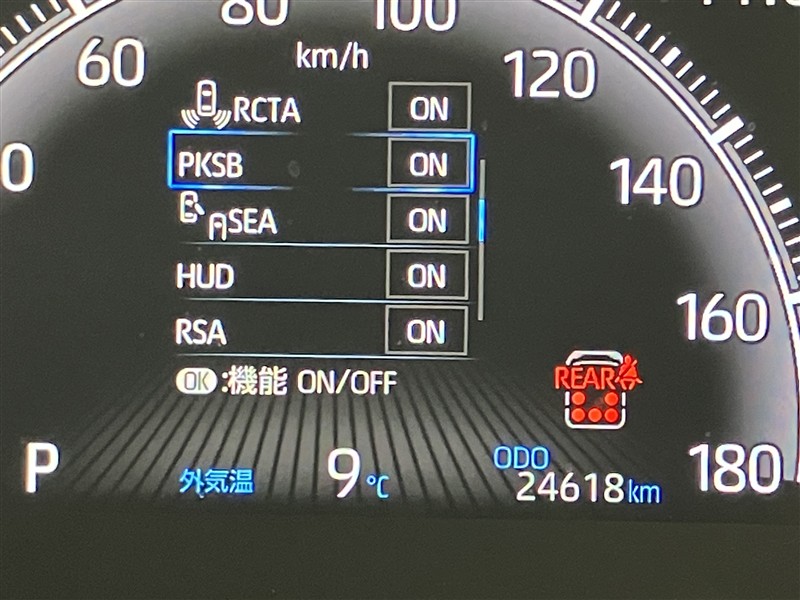 80 100
60 km/h 120
RCTA ON
PKSB ON
140
SEA ON
HUD ON
160
RSA ON
REAR
OK:機能 ON/OFF
P 外気温 9℃ ODO 24618km 180